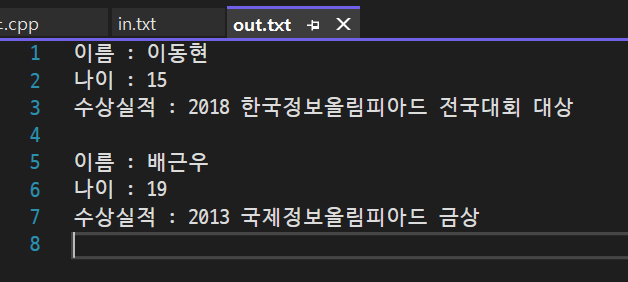 .cpp in.txt out.txt
1 이름 : 이동현
2 나이 : 15
3 수상실적 : 2018 한국정보올림피아드 전국대회 대상
4
5 이름 : 배근우
6 나이 : 19
7 수상실적 : 2013 국제정보올림피아드 금상
8